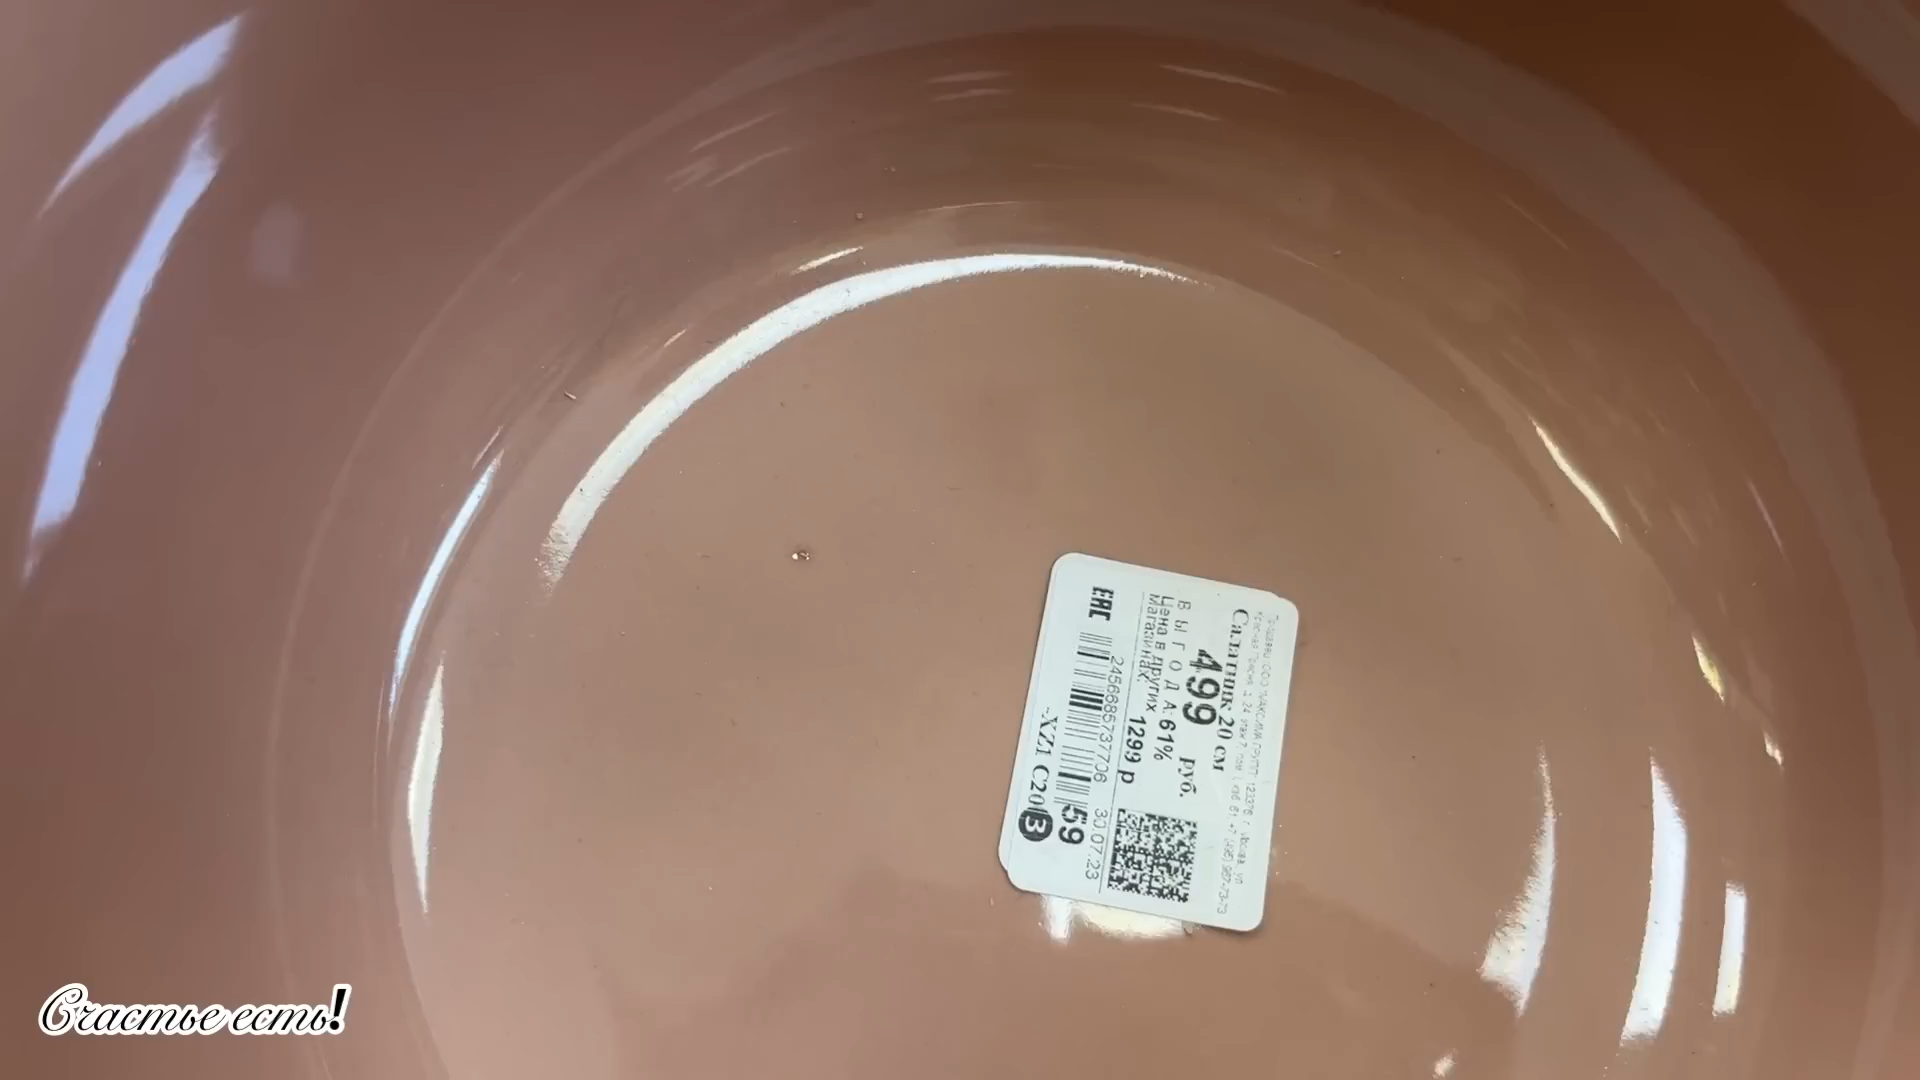 Салатник 20 см
499 руб.
ВЫГОДА: 61%
Цена в других
магазинах: 1299 р
2456685737706 30.07.23
EAC
59
-XZ1 C20 3
Счастье есть!